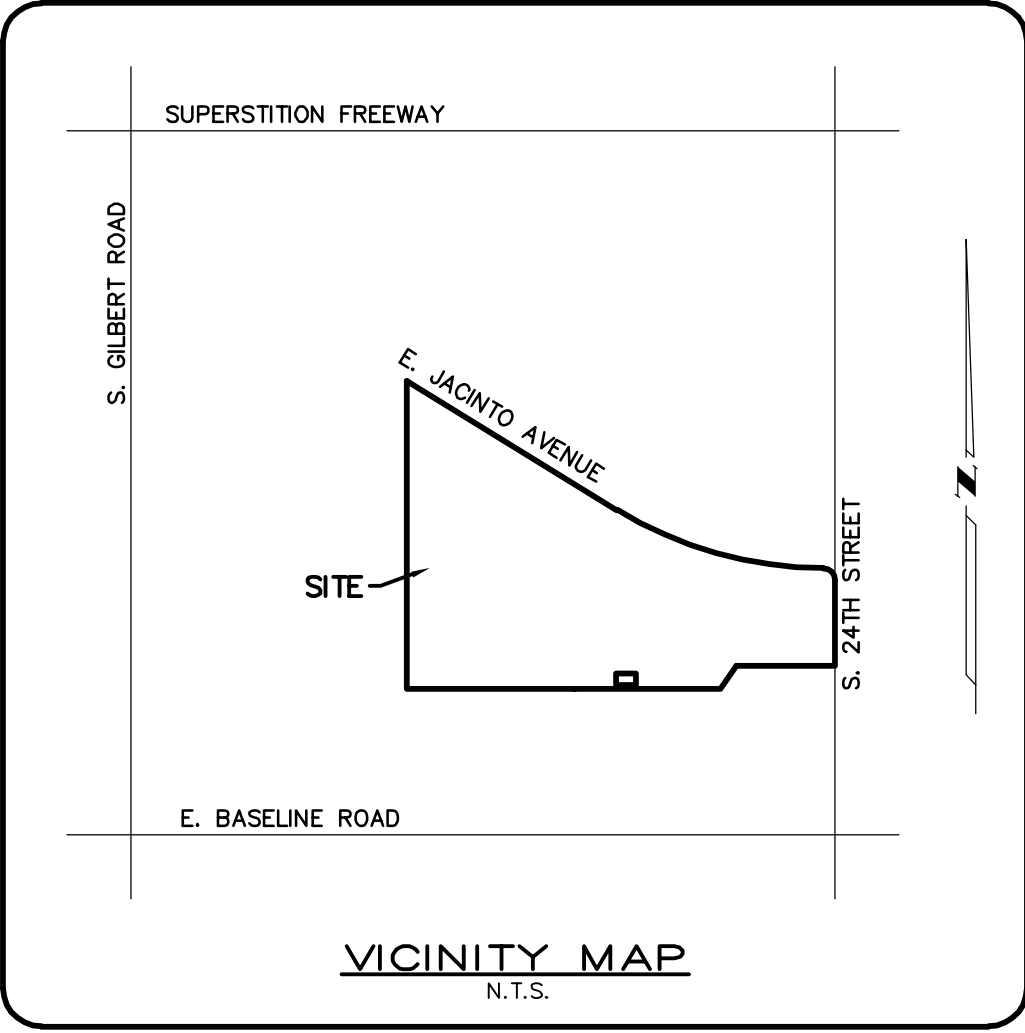 SUPERSTITION FREEWAY
S. GILBERT ROAD
E. JACINTO AVENUE
SITE
S. 24TH STREET
N
E. BASELINE ROAD
VICINITY MAP
N.T.S.